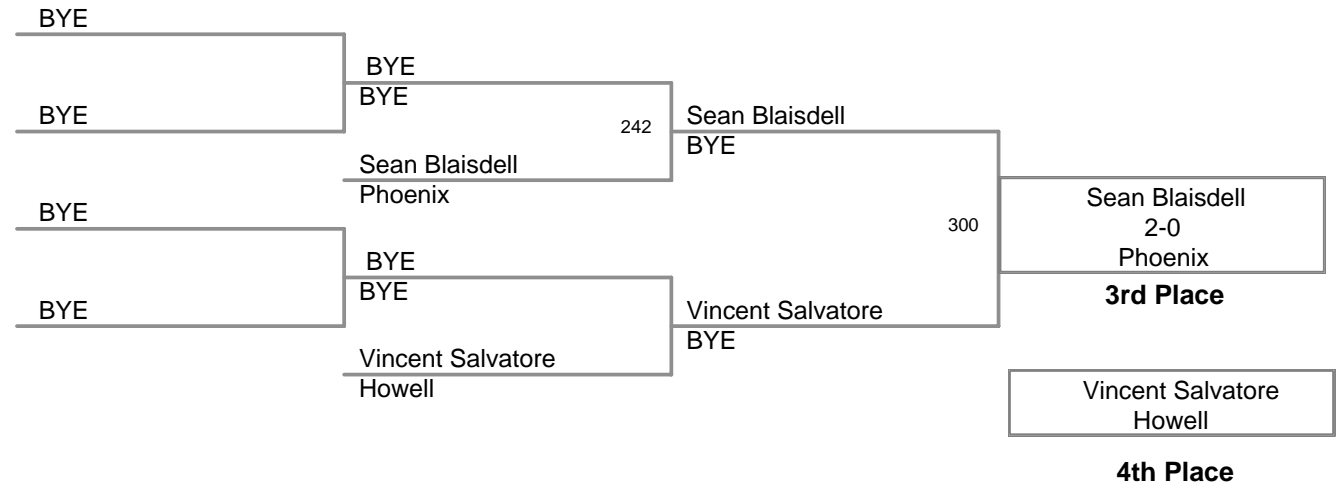 BYE
BYE
BYE
BYE
242
Sean Blaisdell
BYE
Sean Blaisdell
Phoenix
BYE
300
Sean Blaisdell
2-0
Phoenix
3rd Place
BYE
BYE
BYE
Vincent Salvatore
BYE
Vincent Salvatore
Howell
Vincent Salvatore
Howell
4th Place